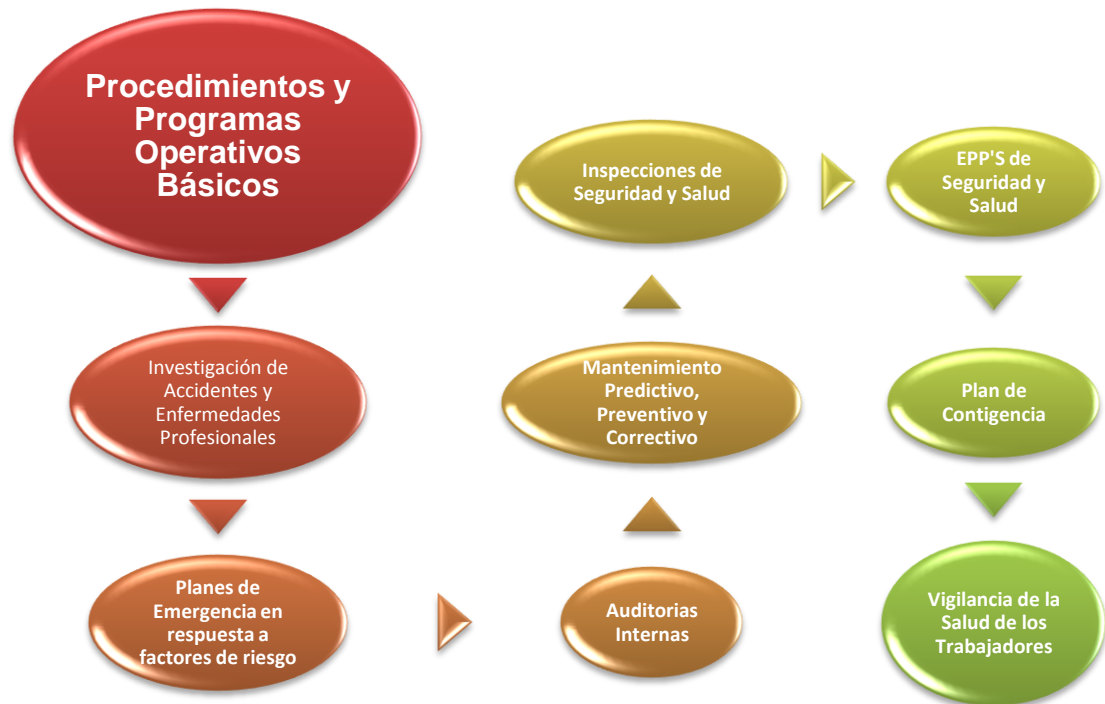 Procedimientos y
Programas
Operativos
Básicos
Investigación de
Accidentes y
Enfermedades
Profesionales
Planes de
Emergencia en
respuesta a
factores de riesgo
Auditorias
Internas
Mantenimiento
Predictivo,
Preventivo y
Correctivo
Inspecciones de
Seguridad y Salud
EPP'S de
Seguridad y
Salud
Plan de
Contigencia
Vigilancia de la
Salud de los
Trabajadores